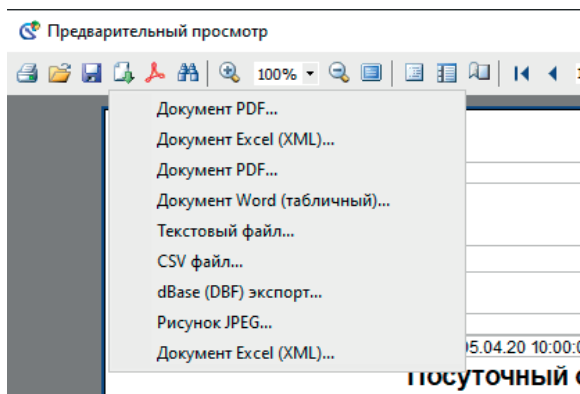 Предварительный просмотр
100%
Документ PDF...
Документ Excel (XML)...
Документ PDF...
Документ Word (табличный)...
Текстовый файл...
CSV файл...
dBase (DBF) экспорт...
Рисунок JPEG...
Документ Excel (XML)...
5.04.20 10:00:0
Посуточный